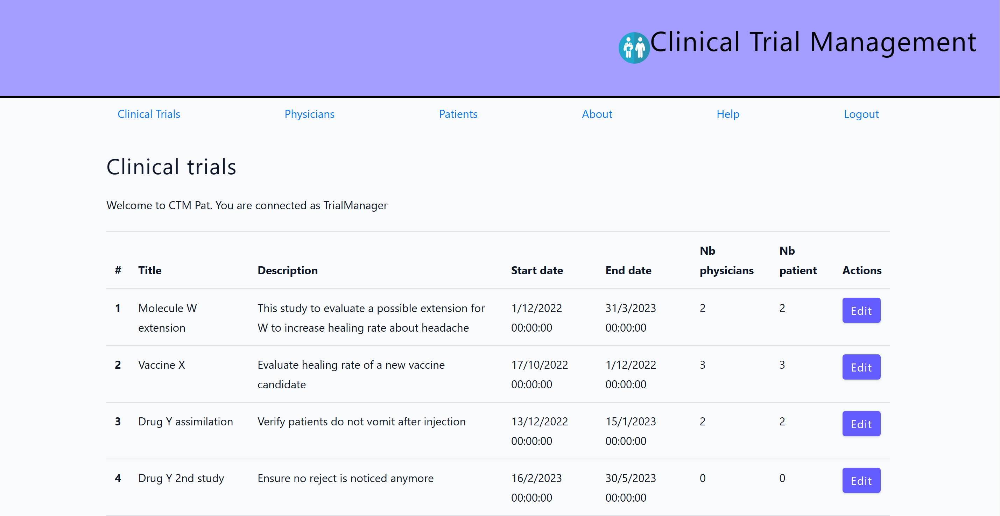 Clinical Trial Management
Clinical Trials Physicians Patients About Help Logout
Clinical trials
Welcome to CTM Pat. You are connected as TrialManager
# Title Description Start date End date Nb physicians Nb patient Actions
1 Molecule W extension This study to evaluate a possible extension for W to increase healing rate about headache 1/12/2022 00:00:00 31/3/2023 00:00:00 2 2 Edit
2 Vaccine X Evaluate healing rate of a new vaccine candidate 17/10/2022 00:00:00 1/12/2022 00:00:00 3 3 Edit
3 Drug Y assimilation Verify patients do not vomit after injection 13/12/2022 00:00:00 15/1/2023 00:00:00 2 2 Edit
4 Drug Y 2nd study Ensure no reject is noticed anymore 16/2/2023 00:00:00 30/5/2023 00:00:00 0 0 Edit